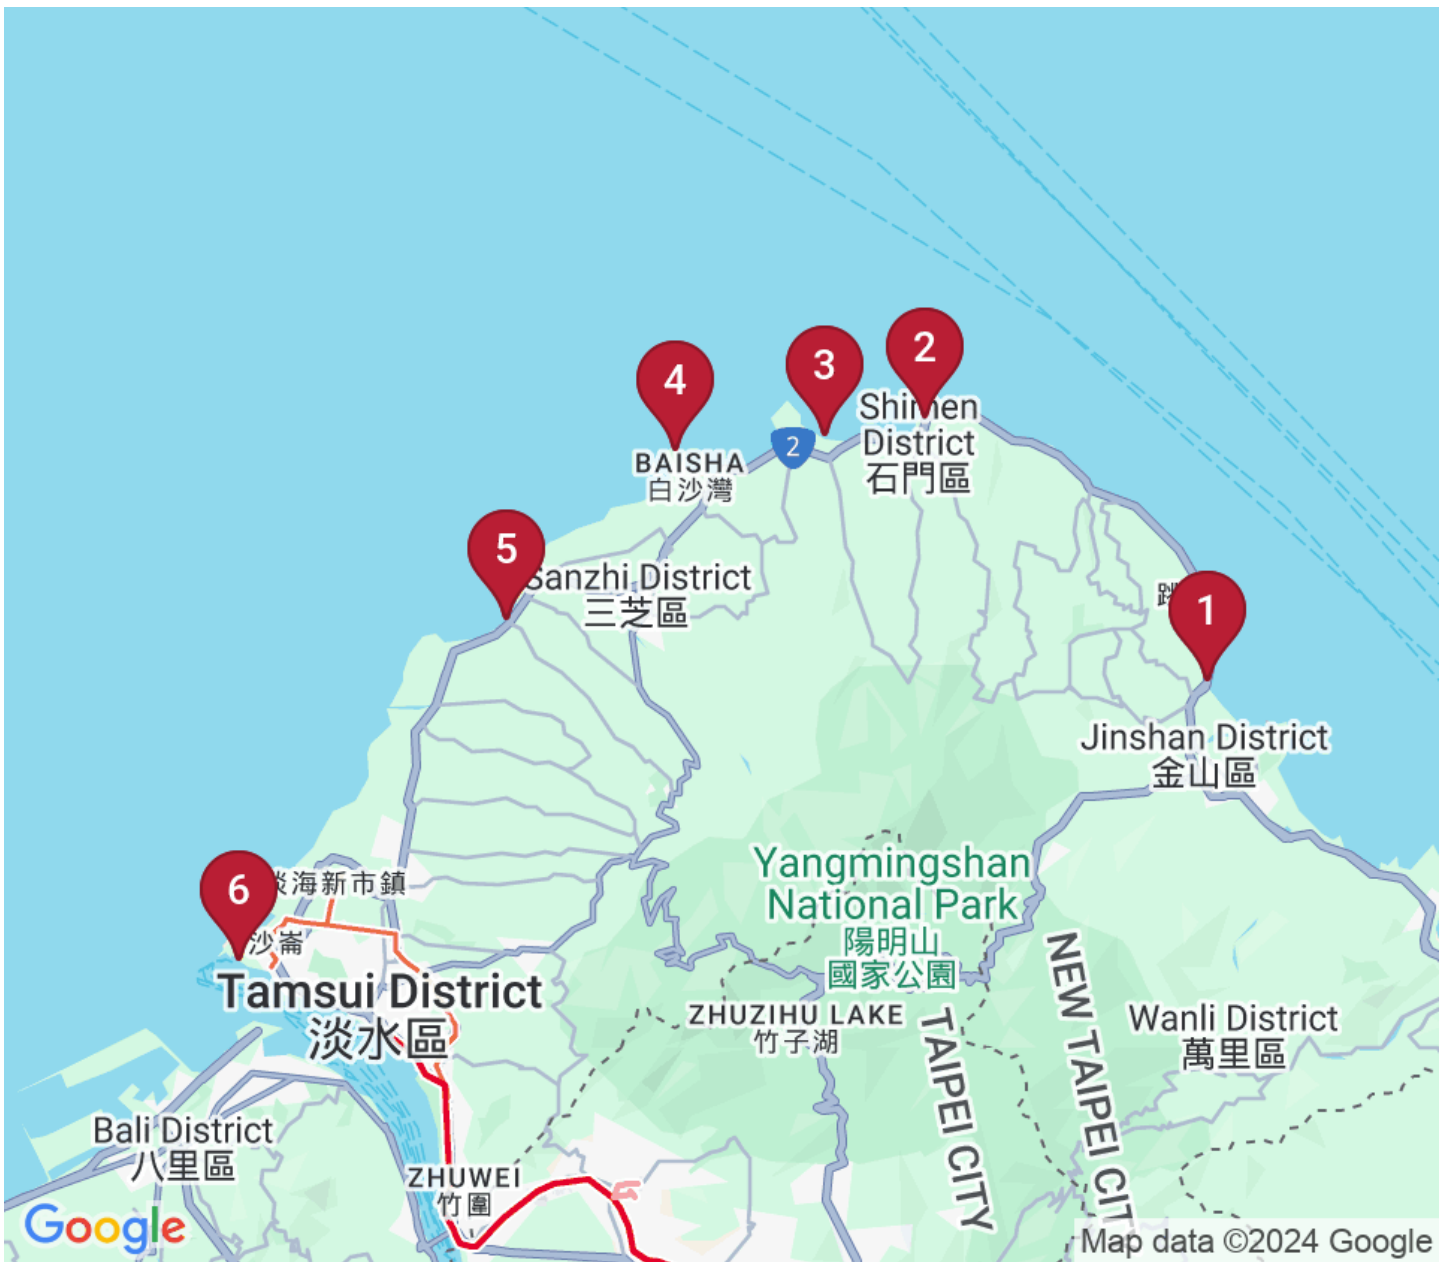 2
3
4
Shimen
District
石門區
2
BAISHA
白沙灣
5
Sanzhi District
三芝區
跳
1
Jinshan District
金山區
6
淡海新市鎮
沙崙
Yangmingshan
National Park
陽明山
國家公園
Tamsui District
淡水區
ZHUZIHU LAKE
竹子湖
TAIPEI CITY
NEW TAIPEI CITY
Wanli District
萬里區
Bali District
八里區
ZHUWEI
竹圍
Google
Map data ©2024 Google